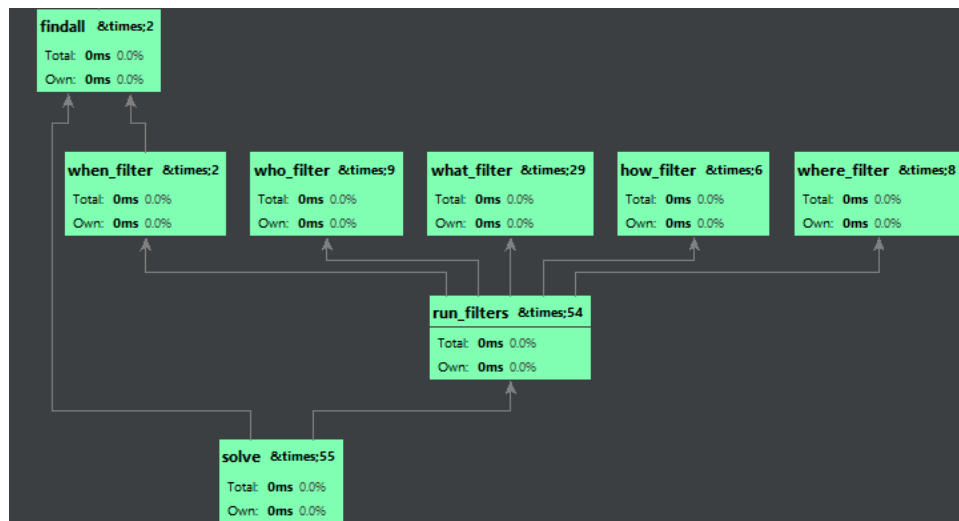 findall &times;2
Total: 0ms 0.0%
Own: 0ms 0.0%
when_filter &times;2
Total: 0ms 0.0%
Own: 0ms 0.0%
who_filter &times;9
Total: 0ms 0.0%
Own: 0ms 0.0%
what_filter &times;29
Total: 0ms 0.0%
Own: 0ms 0.0%
how_filter &times;6
Total: 0ms 0.0%
Own: 0ms 0.0%
where_filter &times;8
Total: 0ms 0.0%
Own: 0ms 0.0%
run_filters &times;54
Total: 0ms 0.0%
Own: 0ms 0.0%
solve &times;55
Total: 0ms 0.0%
Own: 0ms 0.0%